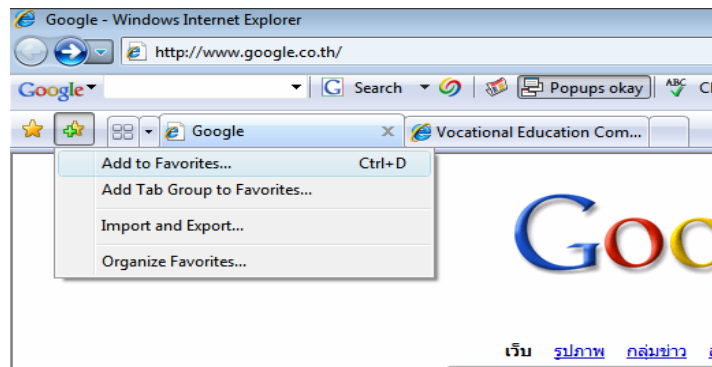 Google - Windows Internet Explorer
http://www.google.co.th/
Google Search Popups okay ABC
Google Vocational Education Com...
Add to Favorites... Ctrl+D
Add Tab Group to Favorites...
Import and Export...
Organize Favorites...
เว็บ รูปภาพ กลุ่มข่าว